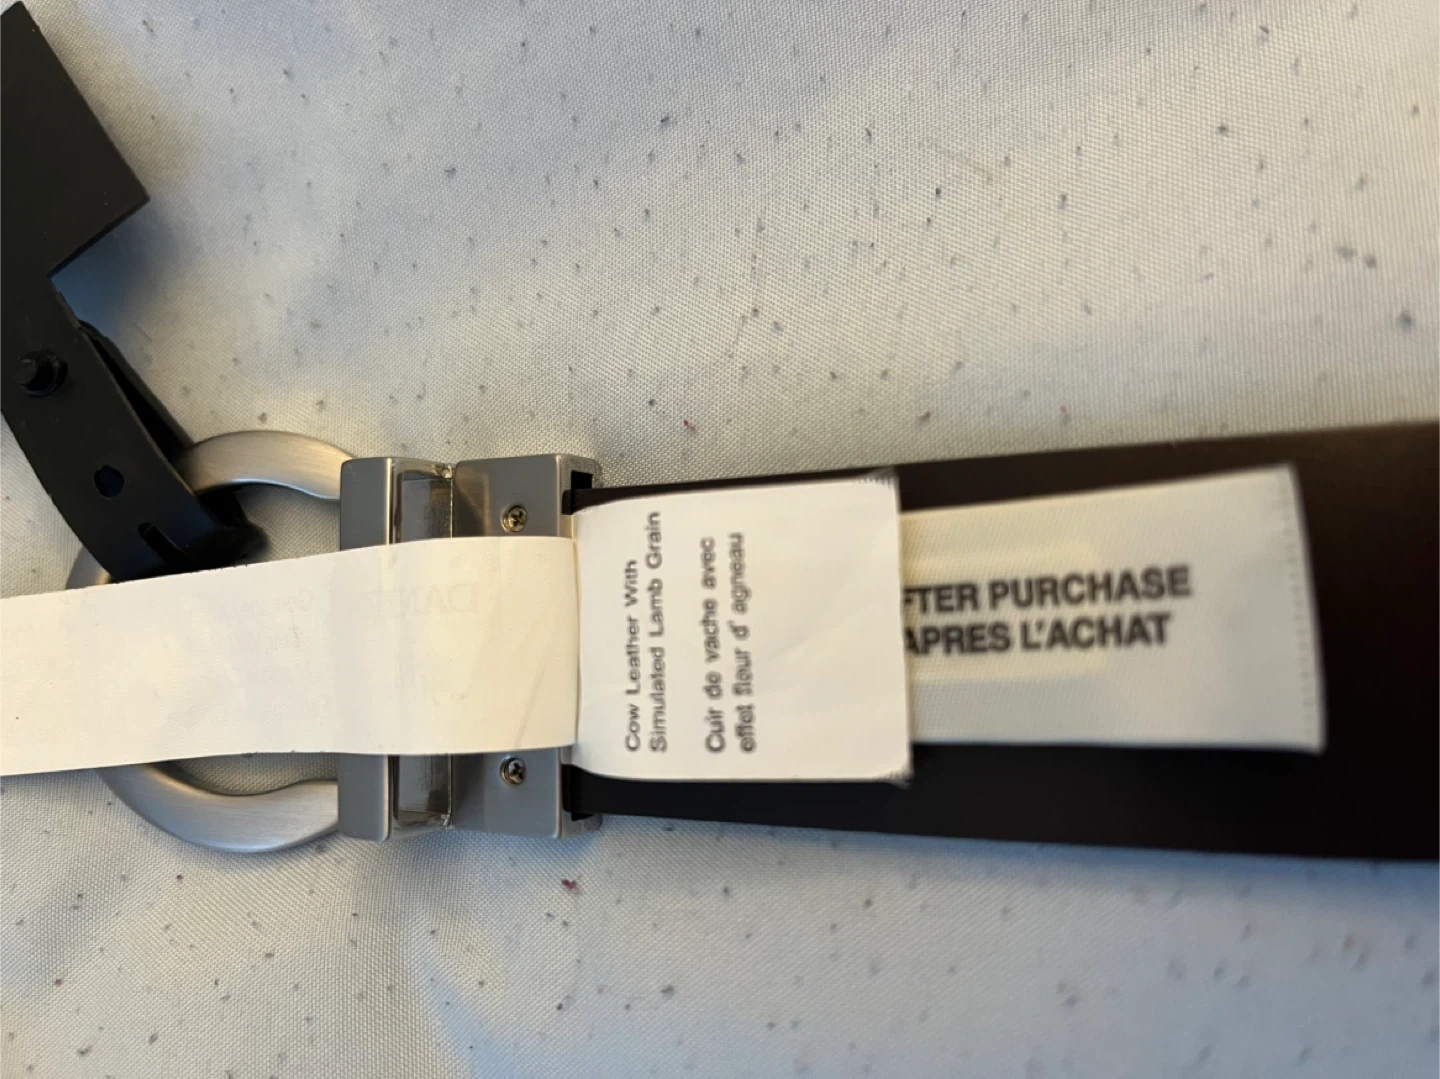 Cow Leather With
Simulated Lamb Grain
Cuir de vache avec
effet fleur d' agneau
FTER PURCHASE
APRES L'ACHAT